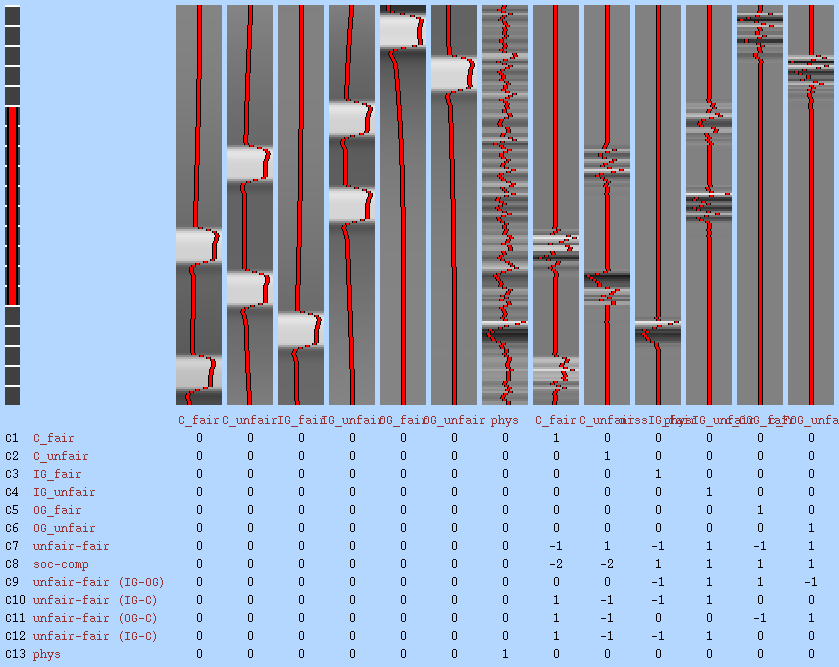 C_fair C_unfair IG_fair IG_unfair OG_fair OG_unfair phys C_fair
C1 C_fair 0 0 0 0 0 0 0 1 0 0 0 0 0
C2 C_unfair 0 0 0 0 0 0 0 0 1 0 0 0 0
C3 IG_fair 0 0 0 0 0 0 0 0 0 1 0 0 0
C4 IG_unfair 0 0 0 0 0 0 0 0 0 0 1 0 0
C5 OG_fair 0 0 0 0 0 0 0 0 0 0 0 1 0
C6 OG_unfair 0 0 0 0 0 0 0 0 0 0 0 0 1
C7 unfair-fair 0 0 0 0 0 0 0 -1 1 -1 1 -1 1
C8 soc-comp 0 0 0 0 0 0 0 -2 -2 1 1 1 1
C9 unfair-fair (IG-OG) 0 0 0 0 0 0 0 0 0 -1 1 1 -1
C10 unfair-fair (IG-C) 0 0 0 0 0 0 0 1 -1 -1 1 0 0
C11 unfair-fair (OG-C) 0 0 0 0 0 0 0 1 -1 0 0 -1 1
C12 unfair-fair (IG-C) 0 0 0 0 0 0 0 1 -1 -1 1 0 0
C13 phys 0 0 0 0 0 0 1 0 0 0 0 0 0